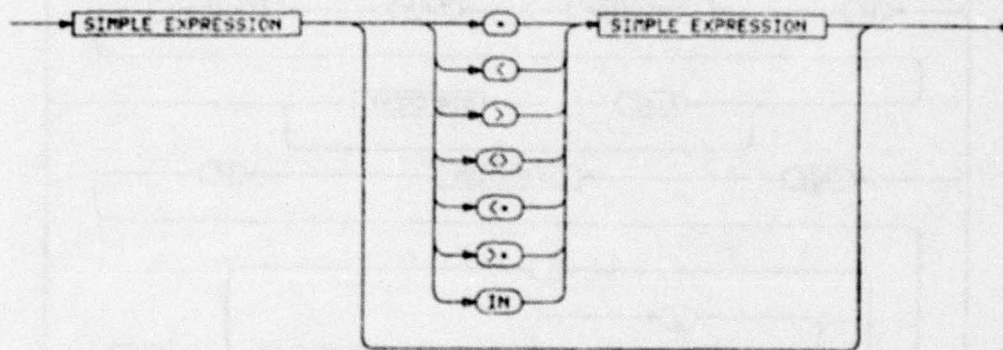 SIMPLE EXPRESSION = SIMPLE EXPRESSION
<
>
<>
<=
>=
IN